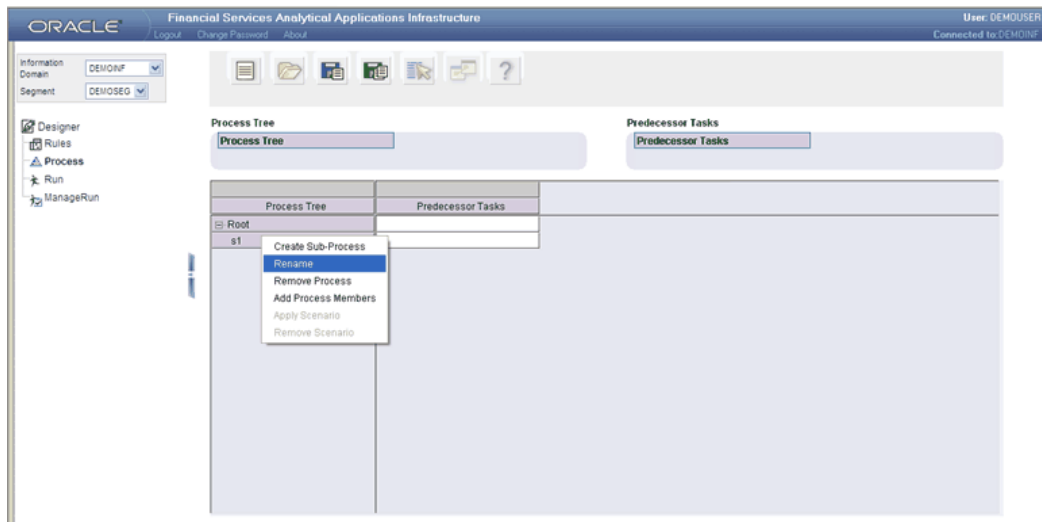 ORACLE
Financial Services Analytical Applications Infrastructure
User: DEMOUSER
Logout Change Password About
Connected to:DEMOINF
Information Domain
DEMOINF
Segment
DEMOSEG
?
Designer
Rules
Process
Run
ManageRun
Process Tree
Predecessor Tasks
Process Tree
Predecessor Tasks
Process Tree
Predecessor Tasks
Root
s1
Create Sub-Process
Rename
Remove Process
Add Process Members
Apply Scenario
Remove Scenario